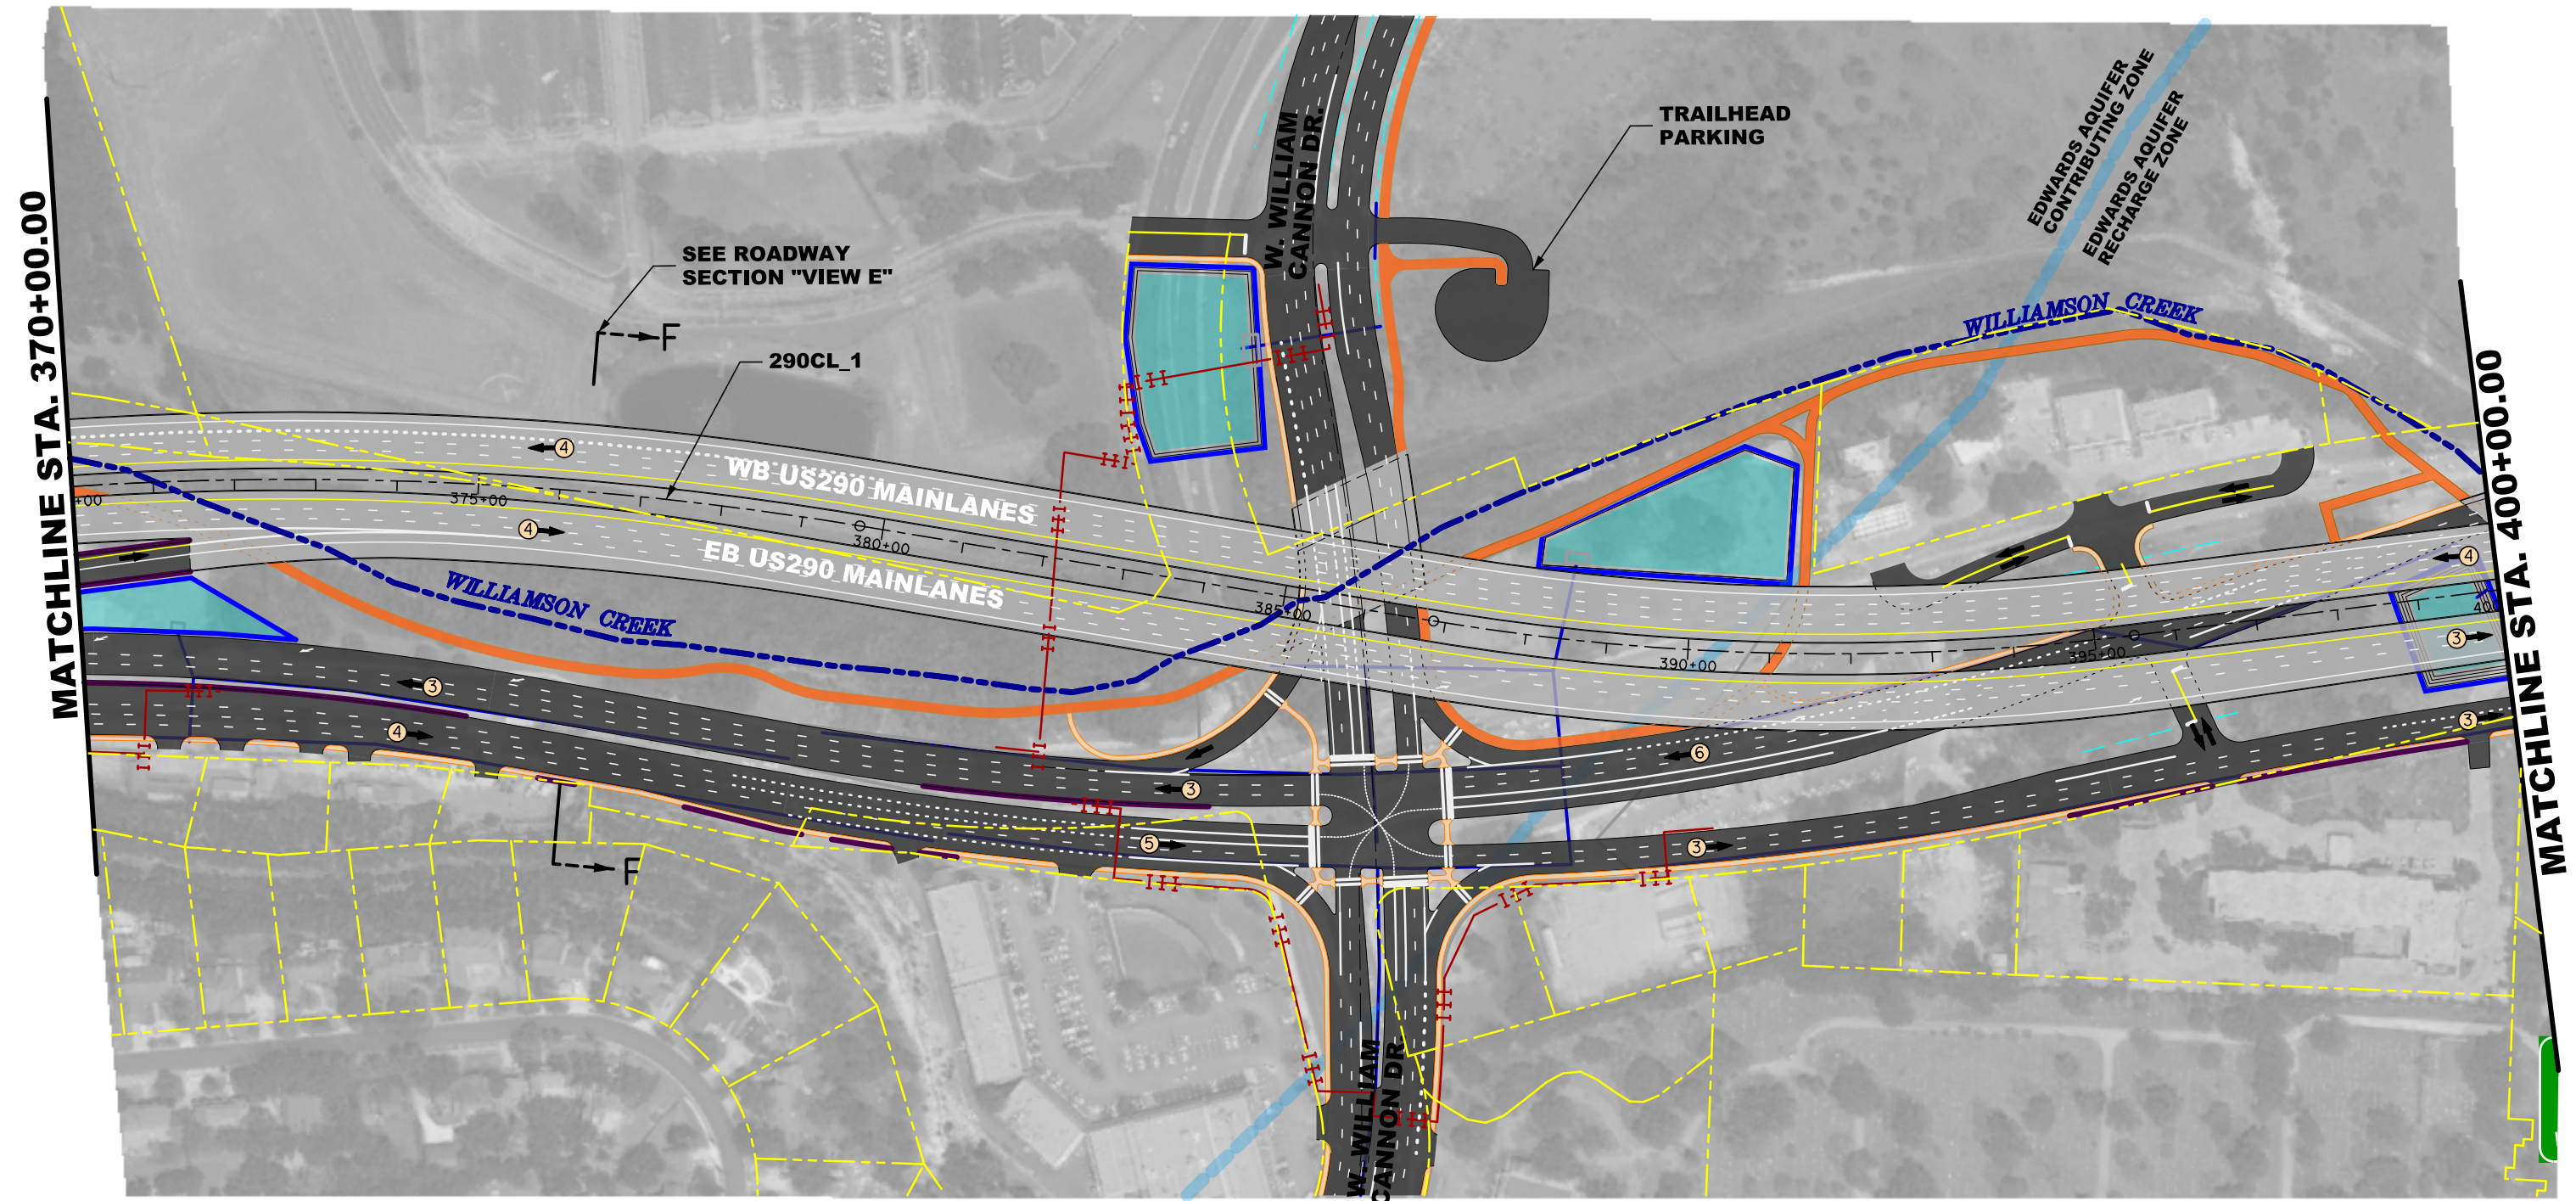 MATCHLINE STA. 370+00.00
SEE ROADWAY
SECTION "VIEW E"
F
290CL_1
W. WILLIAM
CANNON DR.
TRAILHEAD
PARKING
EDWARDS AQUIFER
CONTRIBUTING ZONE
EDWARDS AQUIFER
RECHARGE ZONE
WILLIAMSON CREEK
MATCHLINE STA. 400+00.00
4
WB US290 MAINLANES
+00
375+00
4
380+00
EB US290 MAINLANES
WILLIAMSON CREEK
385+00
390+00
395+00
400
4
3
3
3
4
3
6
5
3
F
W. WILLIAM
CANNON DR.